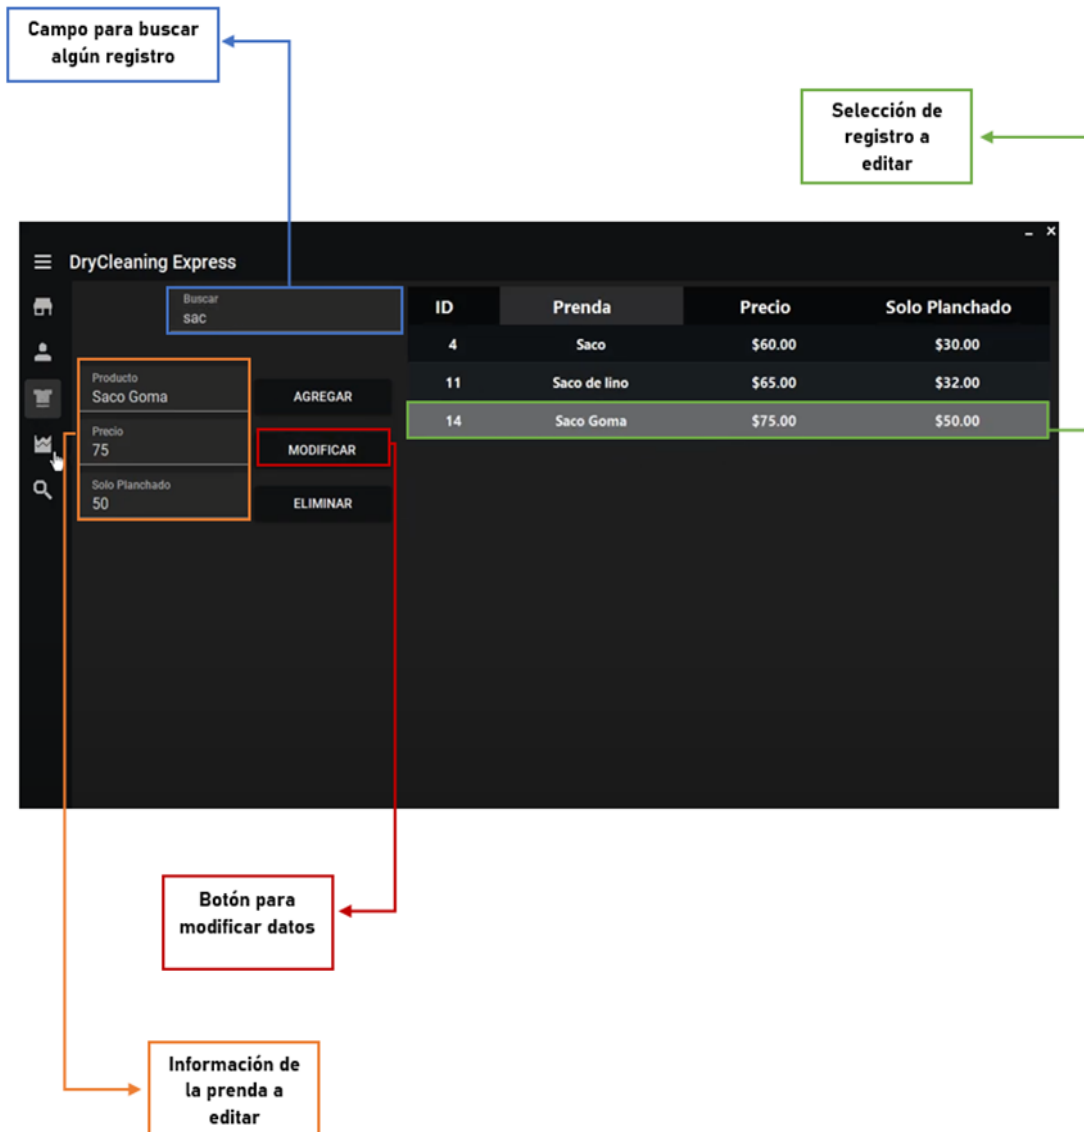 Campo para buscar
algún registro
Selección de
registro a
editar
DryCleaning Express
Buscar
sac
ID Prenda Precio Solo Planchado
4 Saco $60.00 $30.00
11 Saco de lino $65.00 $32.00
14 Saco Goma $75.00 $50.00
Producto
Saco Goma
AGREGAR
Precio
75
MODIFICAR
Solo Planchado
50
ELIMINAR
Botón para
modificar datos
Información de
la prenda a
editar